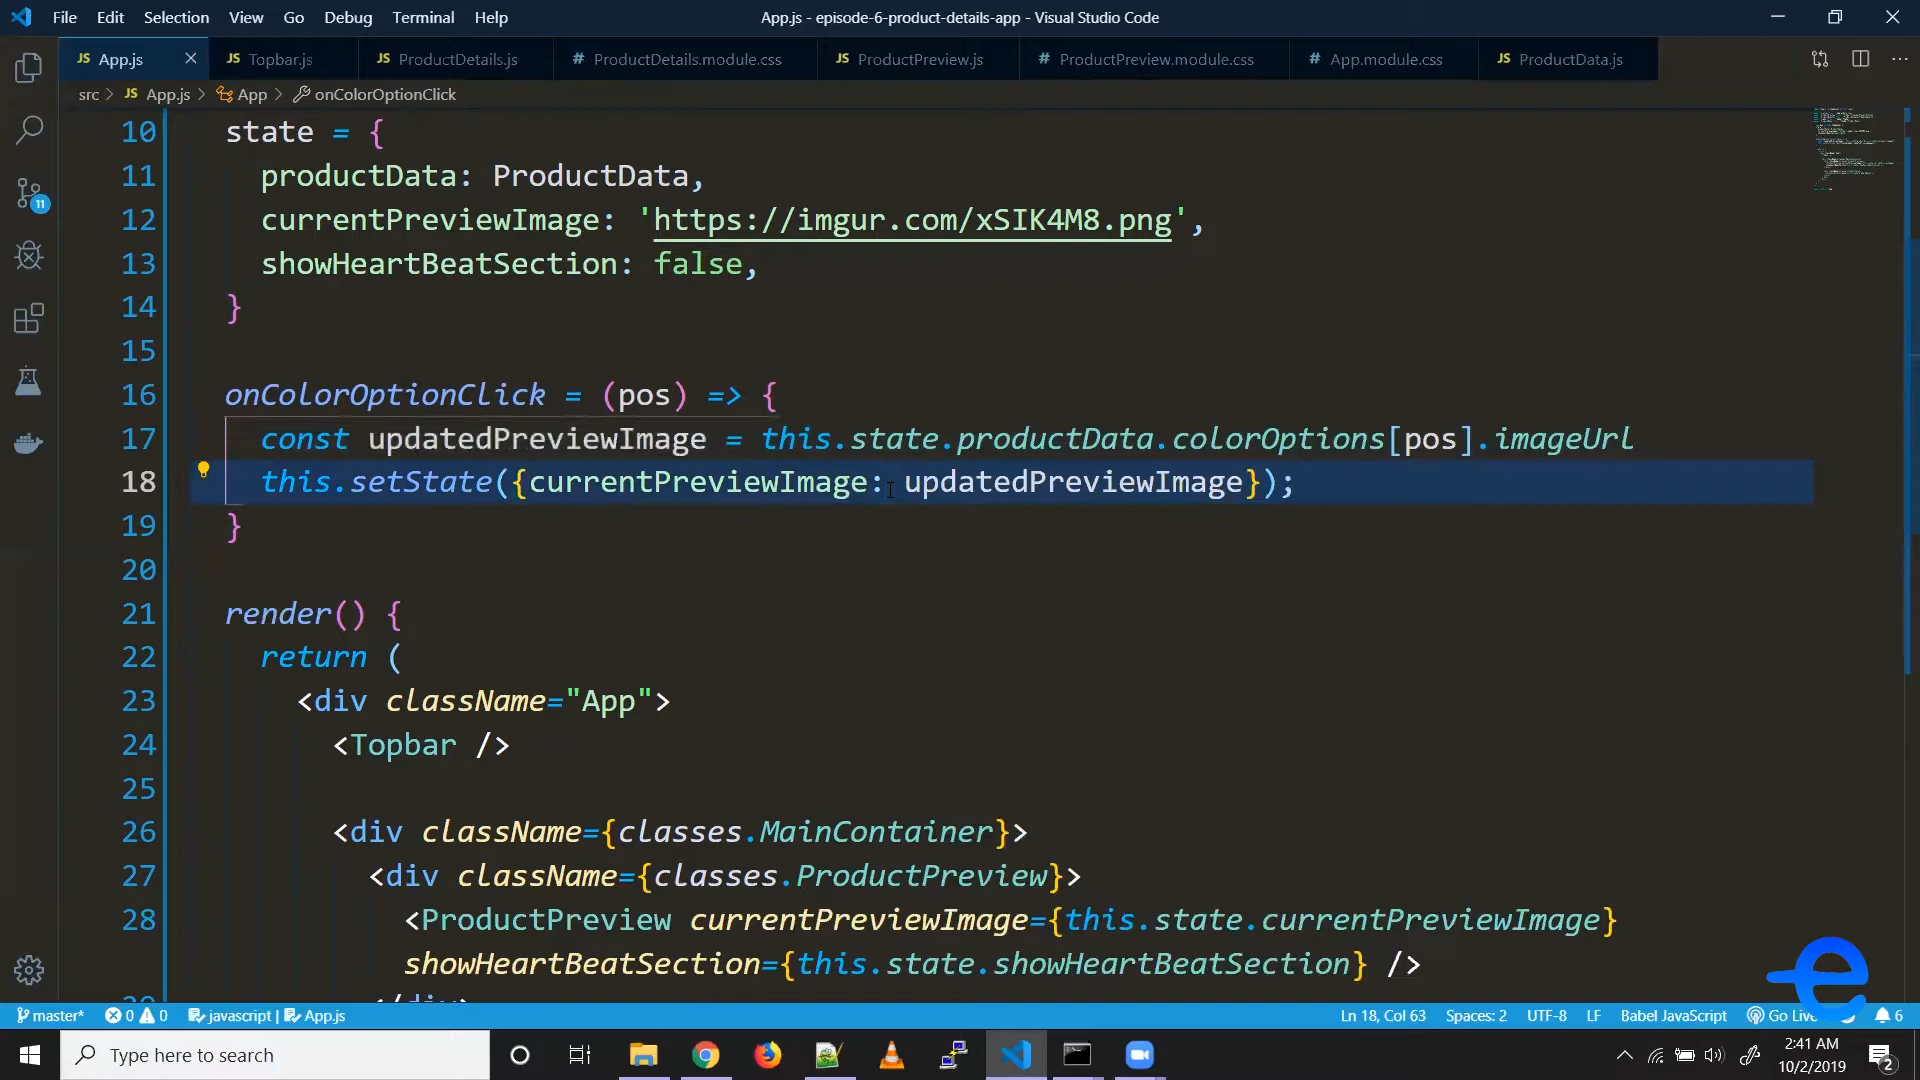 File Edit Selection View Go Debug Terminal Help
App.js - episode-6-product-details-app - Visual Studio Code
JS App.js JS Topbar.js JS ProductDetails.js # ProductDetails.module.css JS ProductPreview.js # ProductPreview.module.css # App.module.css JS ProductData.js
src > JS App.js > App > onColorOptionClick
10 state = {
11 productData: ProductData,
12 currentPreviewImage: 'https://imgur.com/xSIK4M8.png',
13 showHeartBeatSection: false,
14 }
15
16 onColorOptionClick = (pos) => {
17 const updatedPreviewImage = this.state.productData.colorOptions[pos].imageUrl
18 this.setState({currentPreviewImage: updatedPreviewImage});
19 }
20
21 render() {
22 return (
23 <div className="App">
24 <Topbar />
25
26 <div className={classes.MainContainer}>
27 <div className={classes.ProductPreview}>
28 <ProductPreview currentPreviewImage={this.state.currentPreviewImage}
showHeartBeatSection={this.state.showHeartBeatSection} />
11
master* 0 0 javascript | App.js Ln 18, Col 63 Spaces: 2 UTF-8 LF Babel JavaScript Go Live 6
Type here to search
2:41 AM
10/2/2019
2